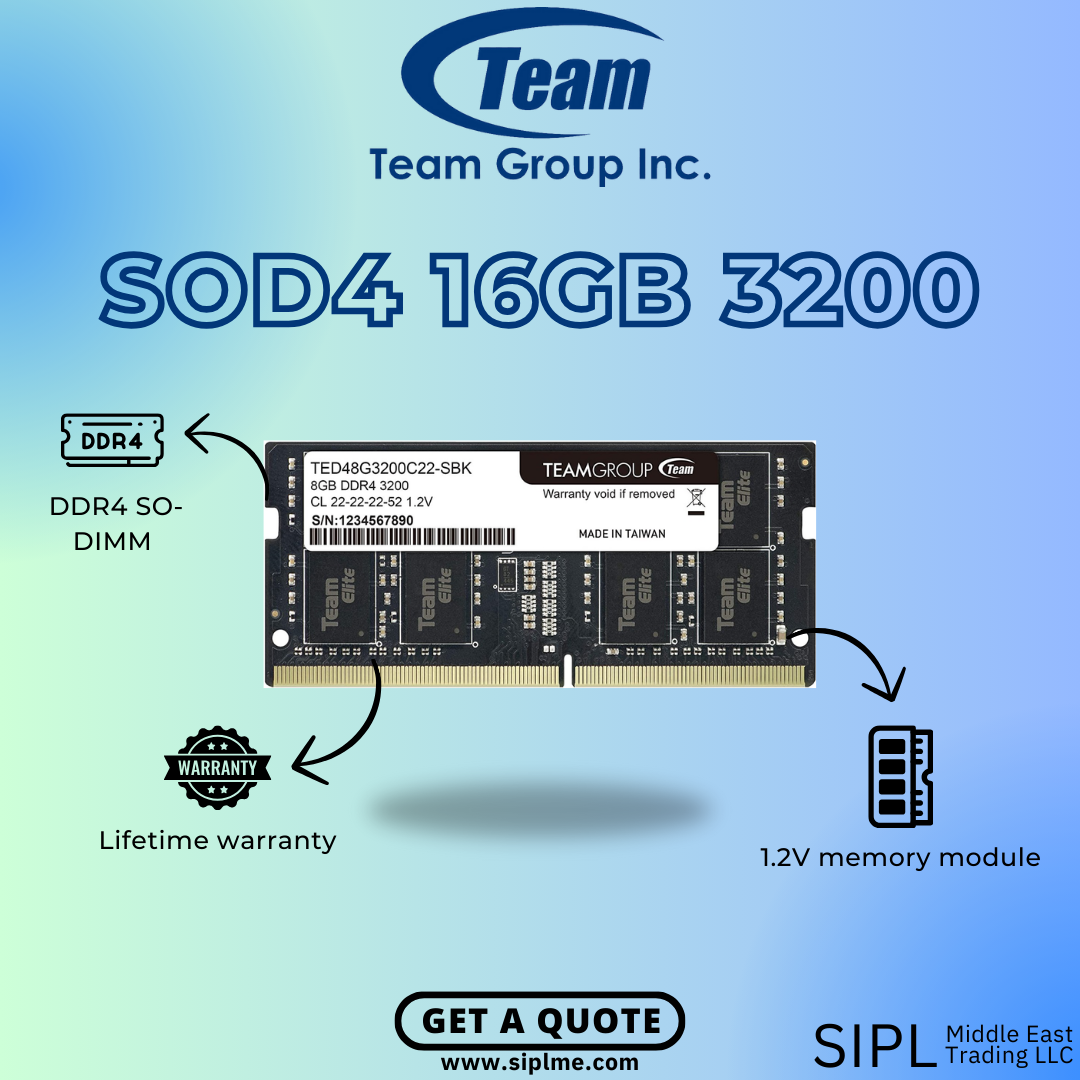 Team
Team Group Inc.
SOD4 16GB 3200
DDR4
DDR4 SO-
DIMM
TED48G3200C22-SBK
8GB DDR4 3200
CL 22-22-22-52 1.2V
S/N:1234567890
TEAMGROUP Team
Warranty void if removed
MADE IN TAIWAN
Team
Elite
Team
Elite
Team
Elite
Team
Elite
Team
Elite
WARRANTY
Lifetime warranty
1.2V memory module
GET A QUOTE
www.siplme.com
SIPL Middle East
Trading LLC